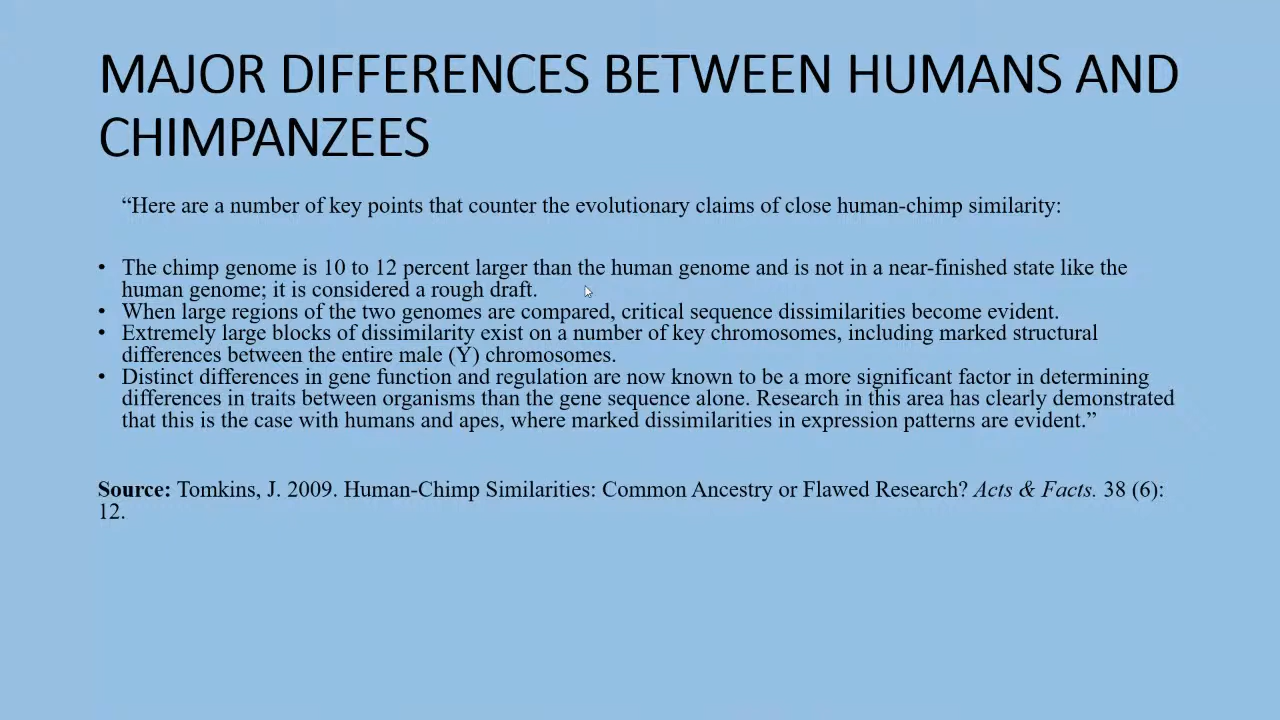 MAJOR DIFFERENCES BETWEEN HUMANS AND
CHIMPANZEES
“Here are a number of key points that counter the evolutionary claims of close human-chimp similarity:
• The chimp genome is 10 to 12 percent larger than the human genome and is not in a near-finished state like the
human genome; it is considered a rough draft.
• When large regions of the two genomes are compared, critical sequence dissimilarities become evident.
• Extremely large blocks of dissimilarity exist on a number of key chromosomes, including marked structural
differences between the entire male (Y) chromosomes.
• Distinct differences in gene function and regulation are now known to be a more significant factor in determining
differences in traits between organisms than the gene sequence alone. Research in this area has clearly demonstrated
that this is the case with humans and apes, where marked dissimilarities in expression patterns are evident.”
Source: Tomkins, J. 2009. Human-Chimp Similarities: Common Ancestry or Flawed Research? Acts & Facts. 38 (6):
12.